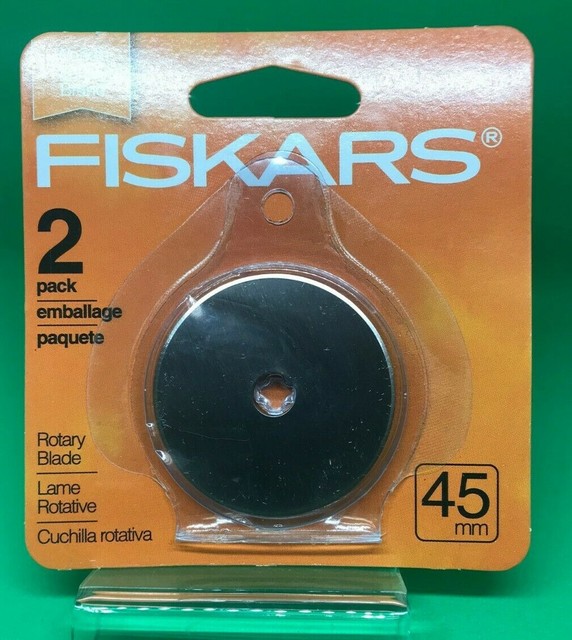 FISKARS®
2
pack
emballage
paquete
Rotary
Blade
Lame
Rotative
Cuchilla rotativa
45
mm